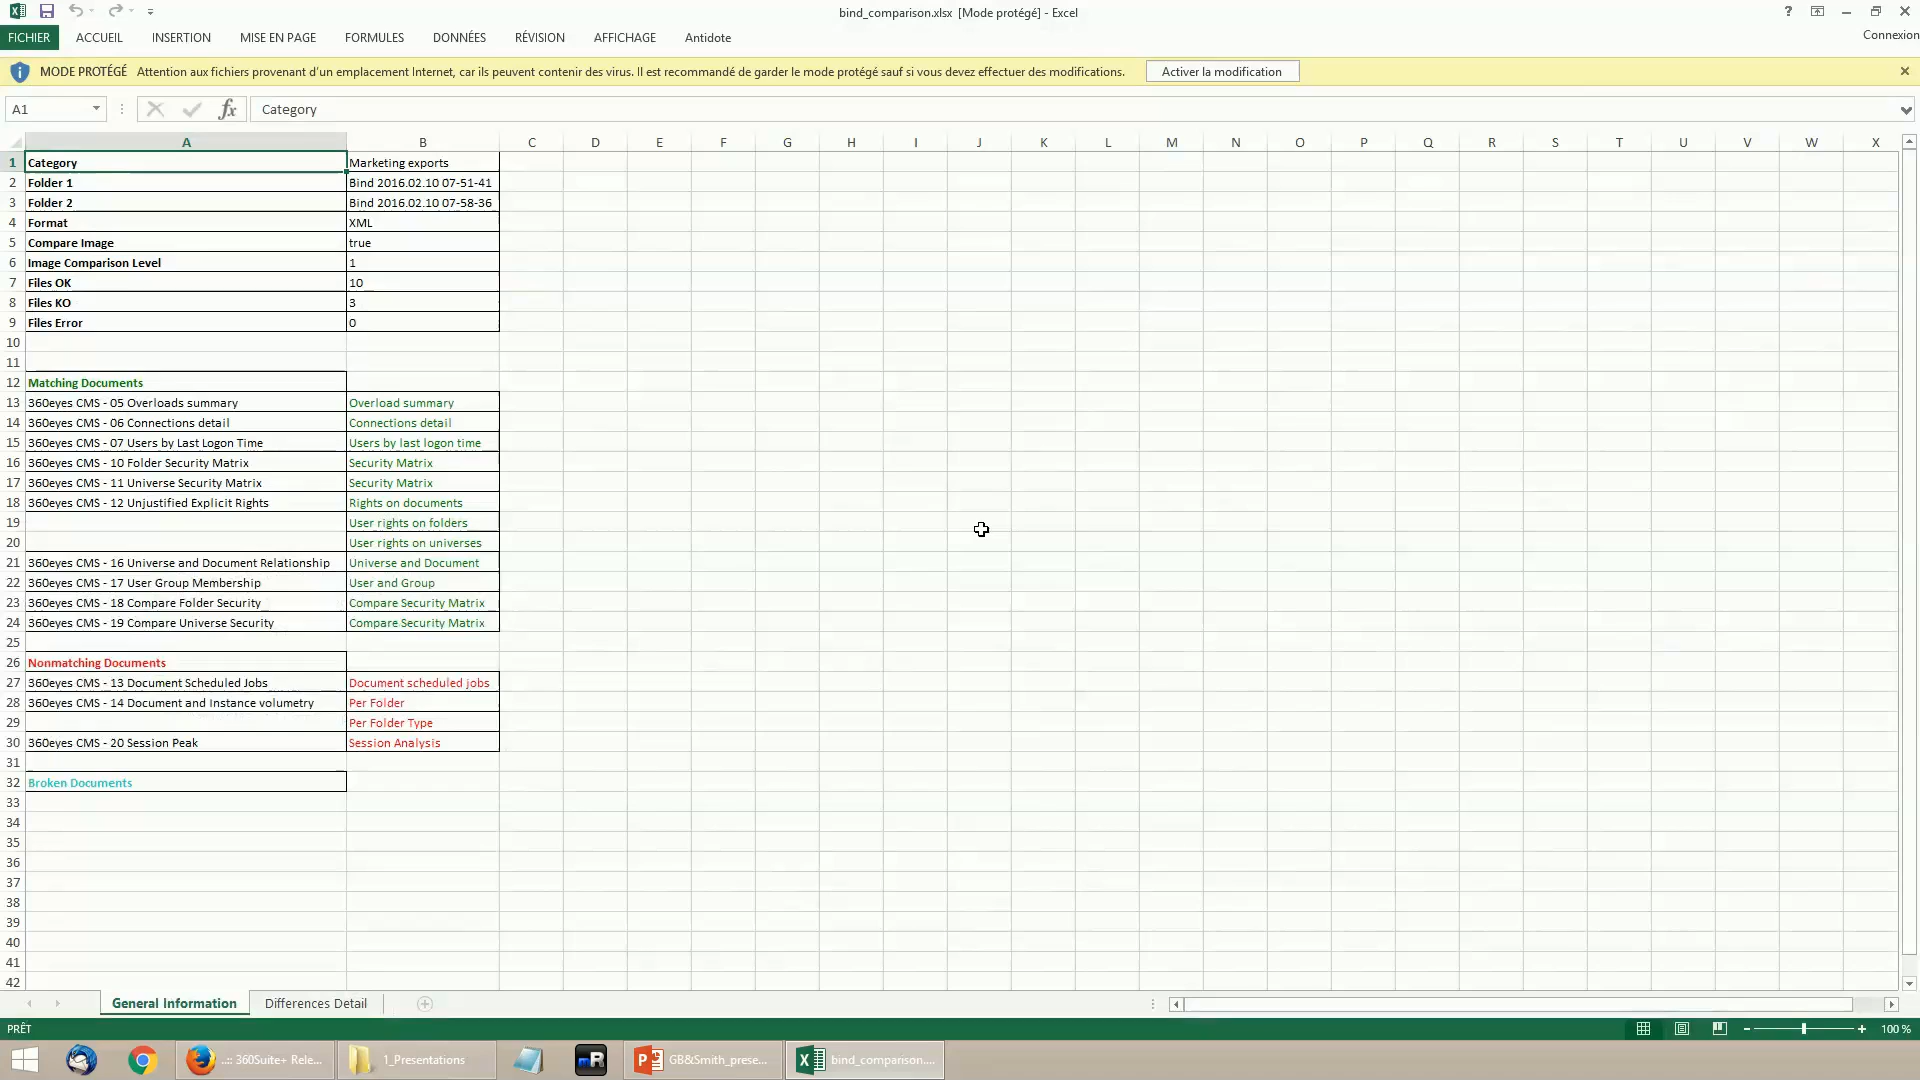 bind_comparison.xlsx [Mode protégé] - Excel
?
FICHIER ACCUEIL INSERTION MISE EN PAGE FORMULES DONNÉES RÉVISION AFFICHAGE Antidote Connexion
MODE PROTÉGÉ Attention aux fichiers provenant d'un emplacement Internet, car ils peuvent contenir des virus. Il est recommandé de garder le mode protégé sauf si vous devez effectuer des modifications. Activer la modification
A1 fx Category
A B C D E F G H I J K L M N O P Q R S T U V W X
1 Category Marketing exports
2 Folder 1 Bind 2016.02.10 07-51-41
3 Folder 2 Bind 2016.02.10 07-58-36
4 Format XML
5 Compare Image true
6 Image Comparison Level 1
7 Files OK 10
8 Files KO 3
9 Files Error 0
10
11
12 Matching Documents
13 360eyes CMS - 05 Overloads summary Overload summary
14 360eyes CMS - 06 Connections detail Connections detail
15 360eyes CMS - 07 Users by Last Logon Time Users by last logon time
16 360eyes CMS - 10 Folder Security Matrix Security Matrix
17 360eyes CMS - 11 Universe Security Matrix Security Matrix
18 360eyes CMS - 12 Unjustified Explicit Rights Rights on documents
19 User rights on folders
20 User rights on universes
21 360eyes CMS - 16 Universe and Document Relationship Universe and Document
22 360eyes CMS - 17 User Group Membership User and Group
23 360eyes CMS - 18 Compare Folder Security Compare Security Matrix
24 360eyes CMS - 19 Compare Universe Security Compare Security Matrix
25
26 Nonmatching Documents
27 360eyes CMS - 13 Document Scheduled Jobs Document scheduled jobs
28 360eyes CMS - 14 Document and Instance volumetry Per Folder
29 Per Folder Type
30 360eyes CMS - 20 Session Peak Session Analysis
31
32 Broken Documents
33
34
35
36
37
38
39
40
41
42
General Information Differences Detail
PRÊT 100 %
..:: 360Suite+ Rele... 1_Presentations mR GB&Smith_prese... bind_comparison....